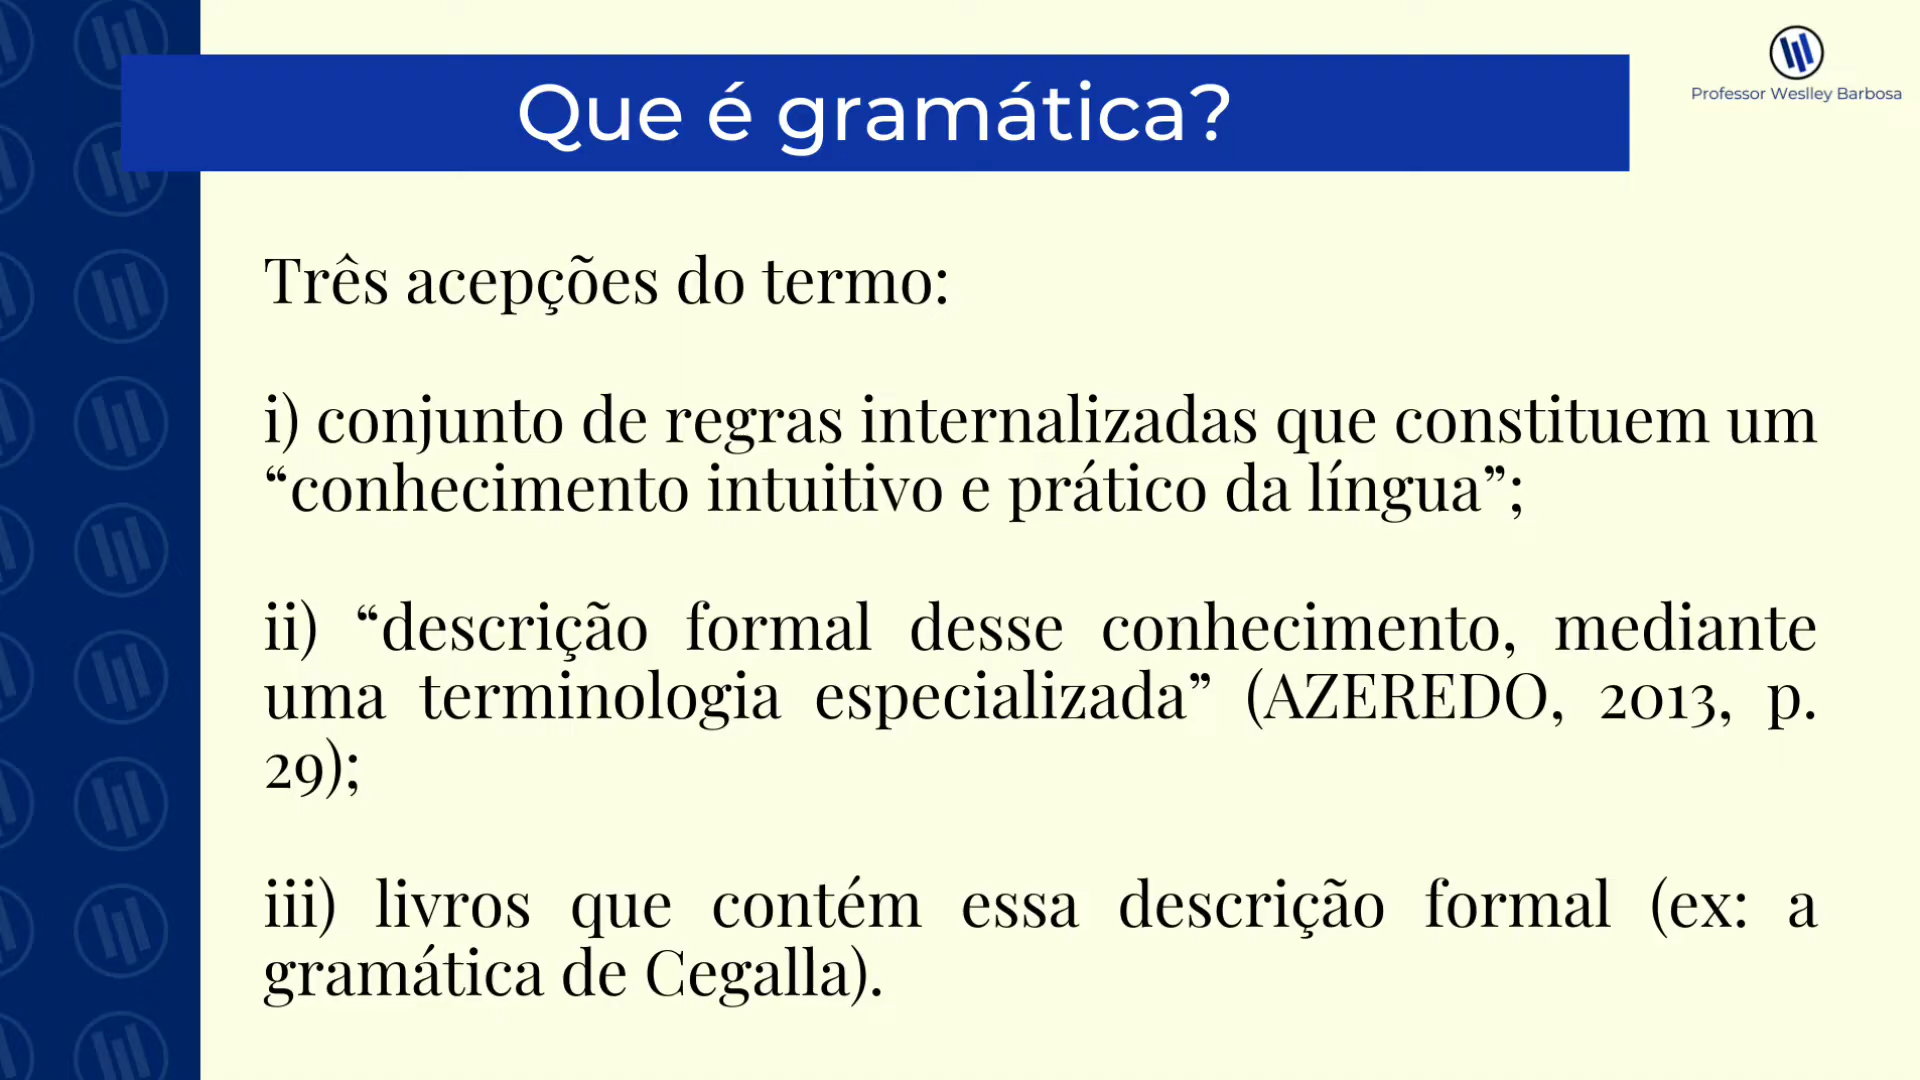 Que é gramática?
Professor Weslley Barbosa
Três acepções do termo:
i) conjunto de regras internalizadas que constituem um
“conhecimento intuitivo e prático da língua”;
ii) “descrição formal desse conhecimento, mediante
uma terminologia especializada” (AZEREDO, 2013, p.
29);
iii) livros que contém essa descrição formal (ex: a
gramática de Cegalla).